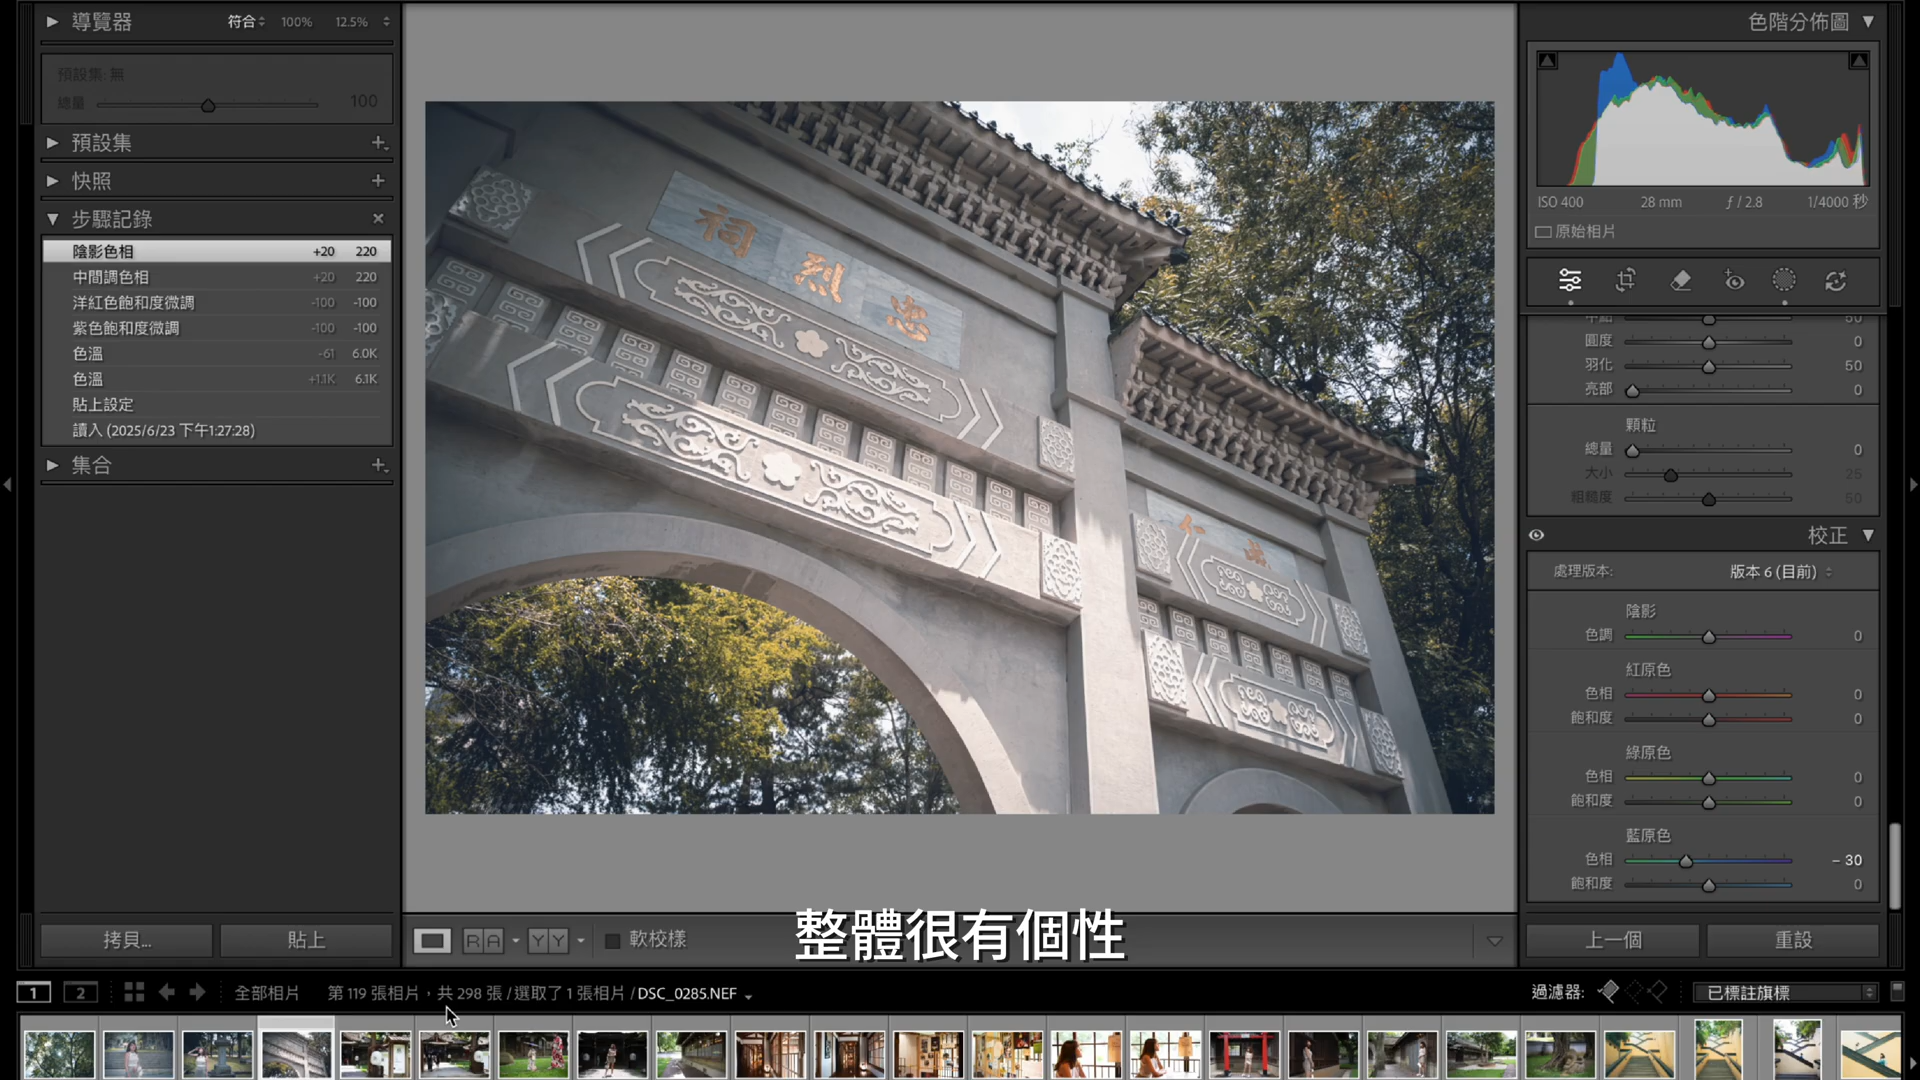 導覽器 符合 100% 12.5%
預設集: 無
總量 100
預設集
快照
步驟記錄
陰影色相 +20 220
中間調色相 +20 220
洋紅色飽和度微調 -100 -100
紫色飽和度微調 -100 -100
色溫 -61 6.0K
色溫 +1.1K 6.1K
貼上設定
讀入 (2025/6/23 下午1:27:28)
集合
拷貝... 貼上
祠烈忠
仁
RA YY 軟校樣
整體很有個性
色階分佈圖
ISO 400 28 mm ƒ / 2.8 1/4000 秒
原始相片
中點 50
圓度 0
羽化 50
亮部 0
顆粒
總量 0
大小 25
粗糙度 50
校正
處理版本: 版本 6 (目前)
陰影
色調 0
紅原色
色相 0
飽和度 0
綠原色
色相 0
飽和度 0
藍原色
色相 - 30
飽和度 0
上一個 重設
1 2 全部相片 第 119 張相片，共 298 張 / 選取了 1 張相片 / DSC_0285.NEF 過濾器: 已標註旗標